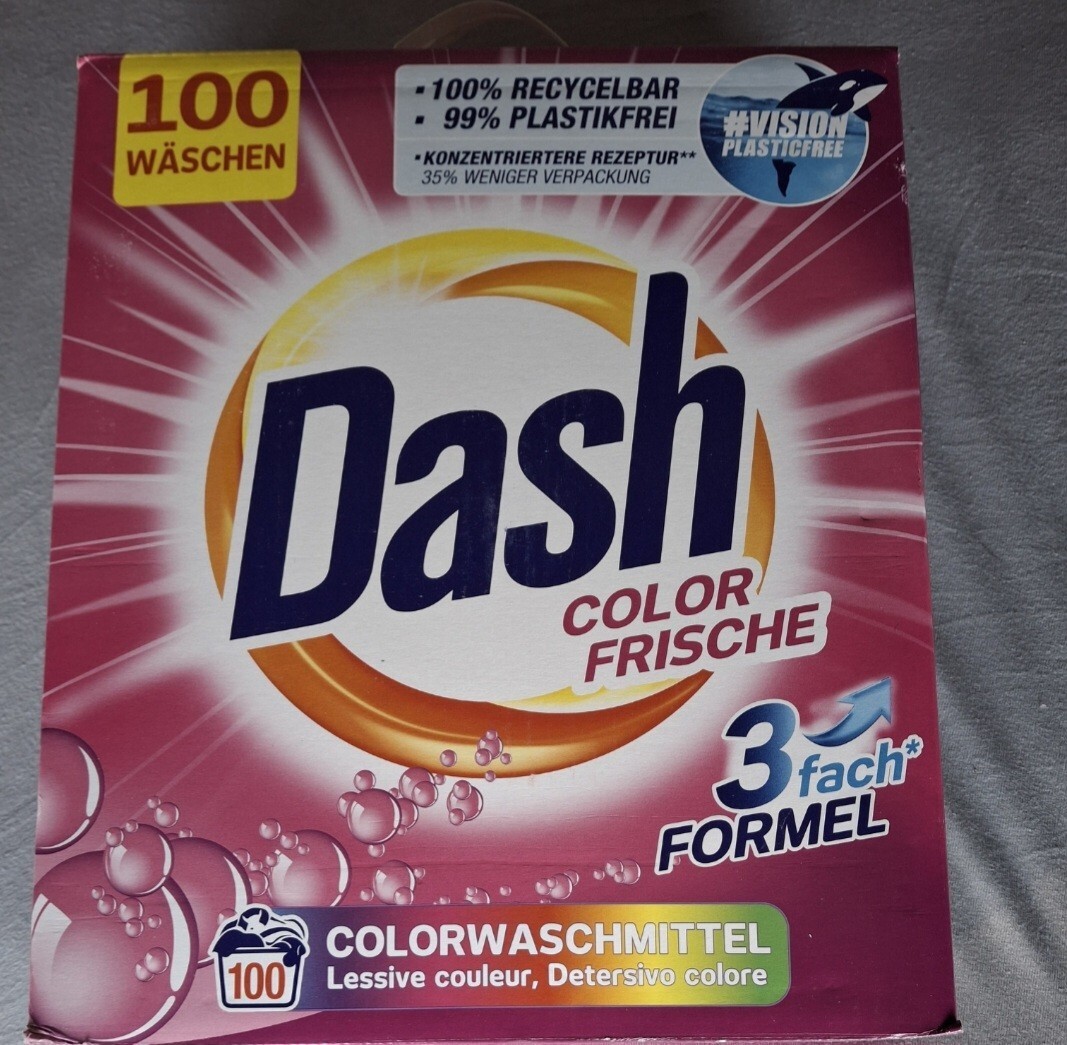 100
WÄSCHEN
▪100% RECYCELBAR
▪ 99% PLASTIKFREI
▪KONZENTRIERTERE REZEPTUR**
35% WENIGER VERPACKUNG
#VISION
PLASTICFREE
Dash
COLOR
FRISCHE
3fach*
FORMEL
100
COLORWASCHMITTEL
Lessive couleur, Detersivo colore